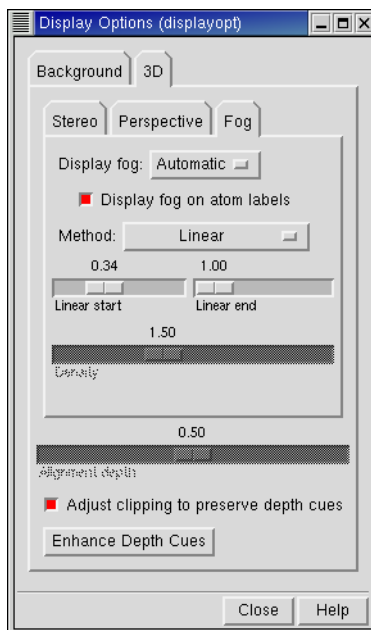 Display Options (displayopt)
Background 3D
Stereo Perspective Fog
Display fog: Automatic
Display fog on atom labels
Method: Linear
0.34 1.00
Linear start Linear end
1.50
Density
0.50
Alignment depth
Adjust clipping to preserve depth cues
Enhance Depth Cues
Close Help